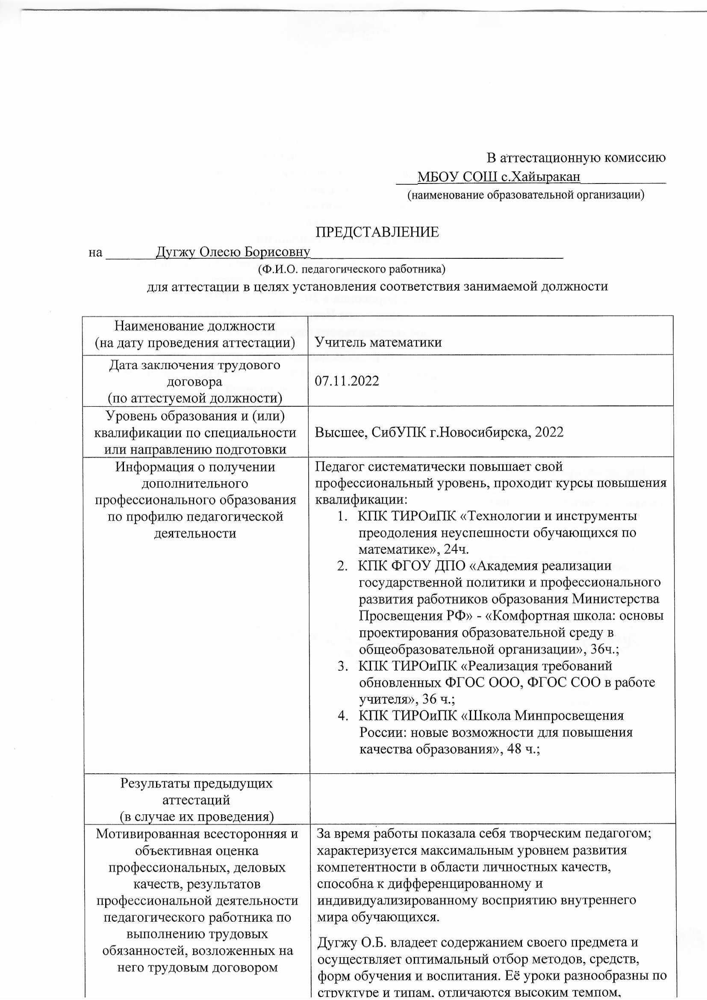 В аттестационную комиссию
МБОУ СОШ с.Хайыракан
(наименование образовательной организации)
ПРЕДСТАВЛЕНИЕ
на Дугжу Олесю Борисовну
(Ф.И.О. педагогического работника)
для аттестации в целях установления соответствия занимаемой должности
Наименование должности
(на дату проведения аттестации)
Учитель математики
Дата заключения трудового
договора
(по аттестуемой должности)
07.11.2022
Уровень образования и (или)
квалификации по специальности
или направлению подготовки
Высшее, СибУПК г.Новосибирска, 2022
Информация о получении
дополнительного
профессионального образования
по профилю педагогической
деятельности
Педагог систематически повышает свой
профессиональный уровень, проходит курсы повышения
квалификации:
1. КПК ТИРОиПК «Технологии и инструменты
преодоления неуспешности обучающихся по
математике», 24ч.
2. КПК ФГОУ ДПО «Академия реализации
государственной политики и профессионального
развития работников образования Министерства
Просвещения РФ» - «Комфортная школа: основы
проектирования образовательной среду в
общеобразовательной организации», 36ч.;
3. КПК ТИРОиПК «Реализация требований
обновленных ФГОС ООО, ФГОС СОО в работе
учителя», 36 ч.;
4. КПК ТИРОиПК «Школа Минпросвещения
России: новые возможности для повышения
качества образования», 48 ч.;
Результаты предыдущих
аттестаций
(в случае их проведения)
Мотивированная всесторонняя и
объективная оценка
профессиональных, деловых
качеств, результатов
профессиональной деятельности
педагогического работника по
выполнению трудовых
обязанностей, возложенных на
него трудовым договором
За время работы показала себя творческим педагогом;
характеризуется максимальным уровнем развития
компетентности в области личностных качеств,
способна к дифференцированному и
индивидуализированному восприятию внутреннего
мира обучающихся.
Дугжу О.Б. владеет содержанием своего предмета и
осуществляет оптимальный отбор методов, средств,
форм обучения и воспитания. Её уроки разнообразны по
структуре и типам, отличаются высоким темпом,